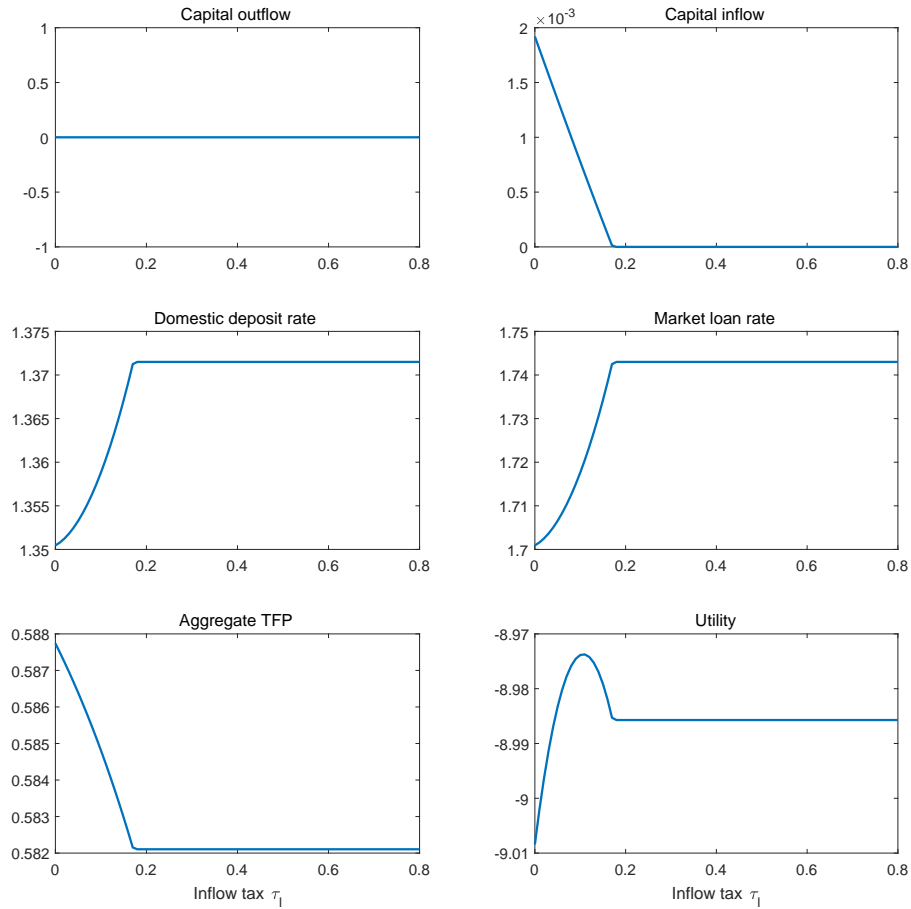 Capital outflow
1
0.5
0
-0.5
-1
0 0.2 0.4 0.6 0.8
Capital inflow
×10⁻³
2
1.5
1
0.5
0
0 0.2 0.4 0.6 0.8
Domestic deposit rate
1.375
1.37
1.365
1.36
1.355
1.35
0 0.2 0.4 0.6 0.8
Market loan rate
1.75
1.74
1.73
1.72
1.71
1.7
0 0.2 0.4 0.6 0.8
Aggregate TFP
0.588
0.587
0.586
0.585
0.584
0.583
0.582
0 0.2 0.4 0.6 0.8
Inflow tax τ_l
Utility
-8.97
-8.98
-8.99
-9
-9.01
0 0.2 0.4 0.6 0.8
Inflow tax τ_l